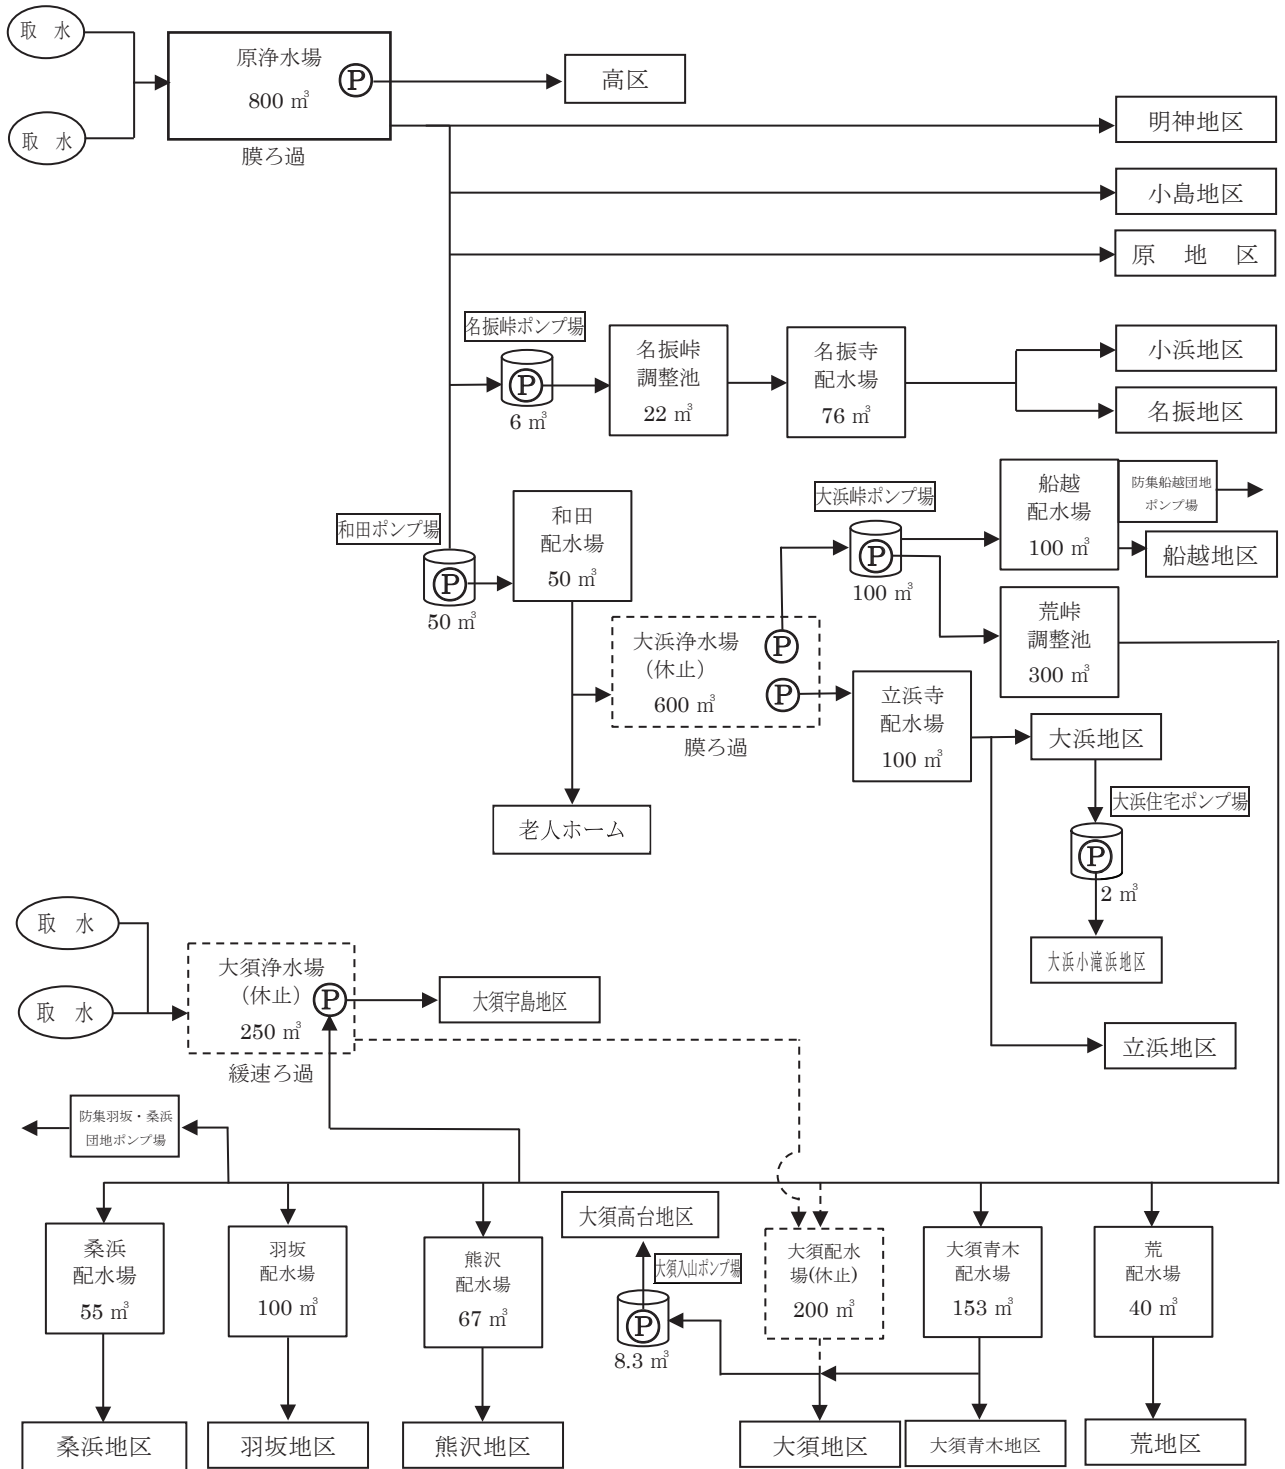 取 水
原浄水場
Ⓟ
800 ㎥
高区
明神地区
取 水
膜ろ過
小島地区
原 地 区
名振峠ポンプ場
Ⓟ
6 ㎥
名振峠
調整池
22 ㎥
名振寺
配水場
76 ㎥
小浜地区
名振地区
和田ポンプ場
Ⓟ
50 ㎥
和田
配水場
50 ㎥
大浜峠ポンプ場
Ⓟ
100 ㎥
船越
配水場
100 ㎥
防集船越団地
ポンプ場
船越地区
荒峠
調整池
300 ㎥
大浜浄水場
(休止)
600 ㎥
Ⓟ
Ⓟ
膜ろ過
立浜寺
配水場
100 ㎥
大浜地区
大浜住宅ポンプ場
Ⓟ
2 ㎥
大浜小滝浜地区
老人ホーム
立浜地区
取 水
取 水
大須浄水場
(休止)
Ⓟ
250 ㎥
緩速ろ過
大須宇島地区
防集羽坂・桑浜
団地ポンプ場
桑浜
配水場
55 ㎥
羽坂
配水場
100 ㎥
熊沢
配水場
67 ㎥
大須高台地区
大須入山ポンプ場
Ⓟ
8.3 ㎥
大須配水
場(休止)
200 ㎥
大須青木
配水場
153 ㎥
荒
配水場
40 ㎥
桑浜地区
羽坂地区
熊沢地区
大須地区
大須青木地区
荒地区